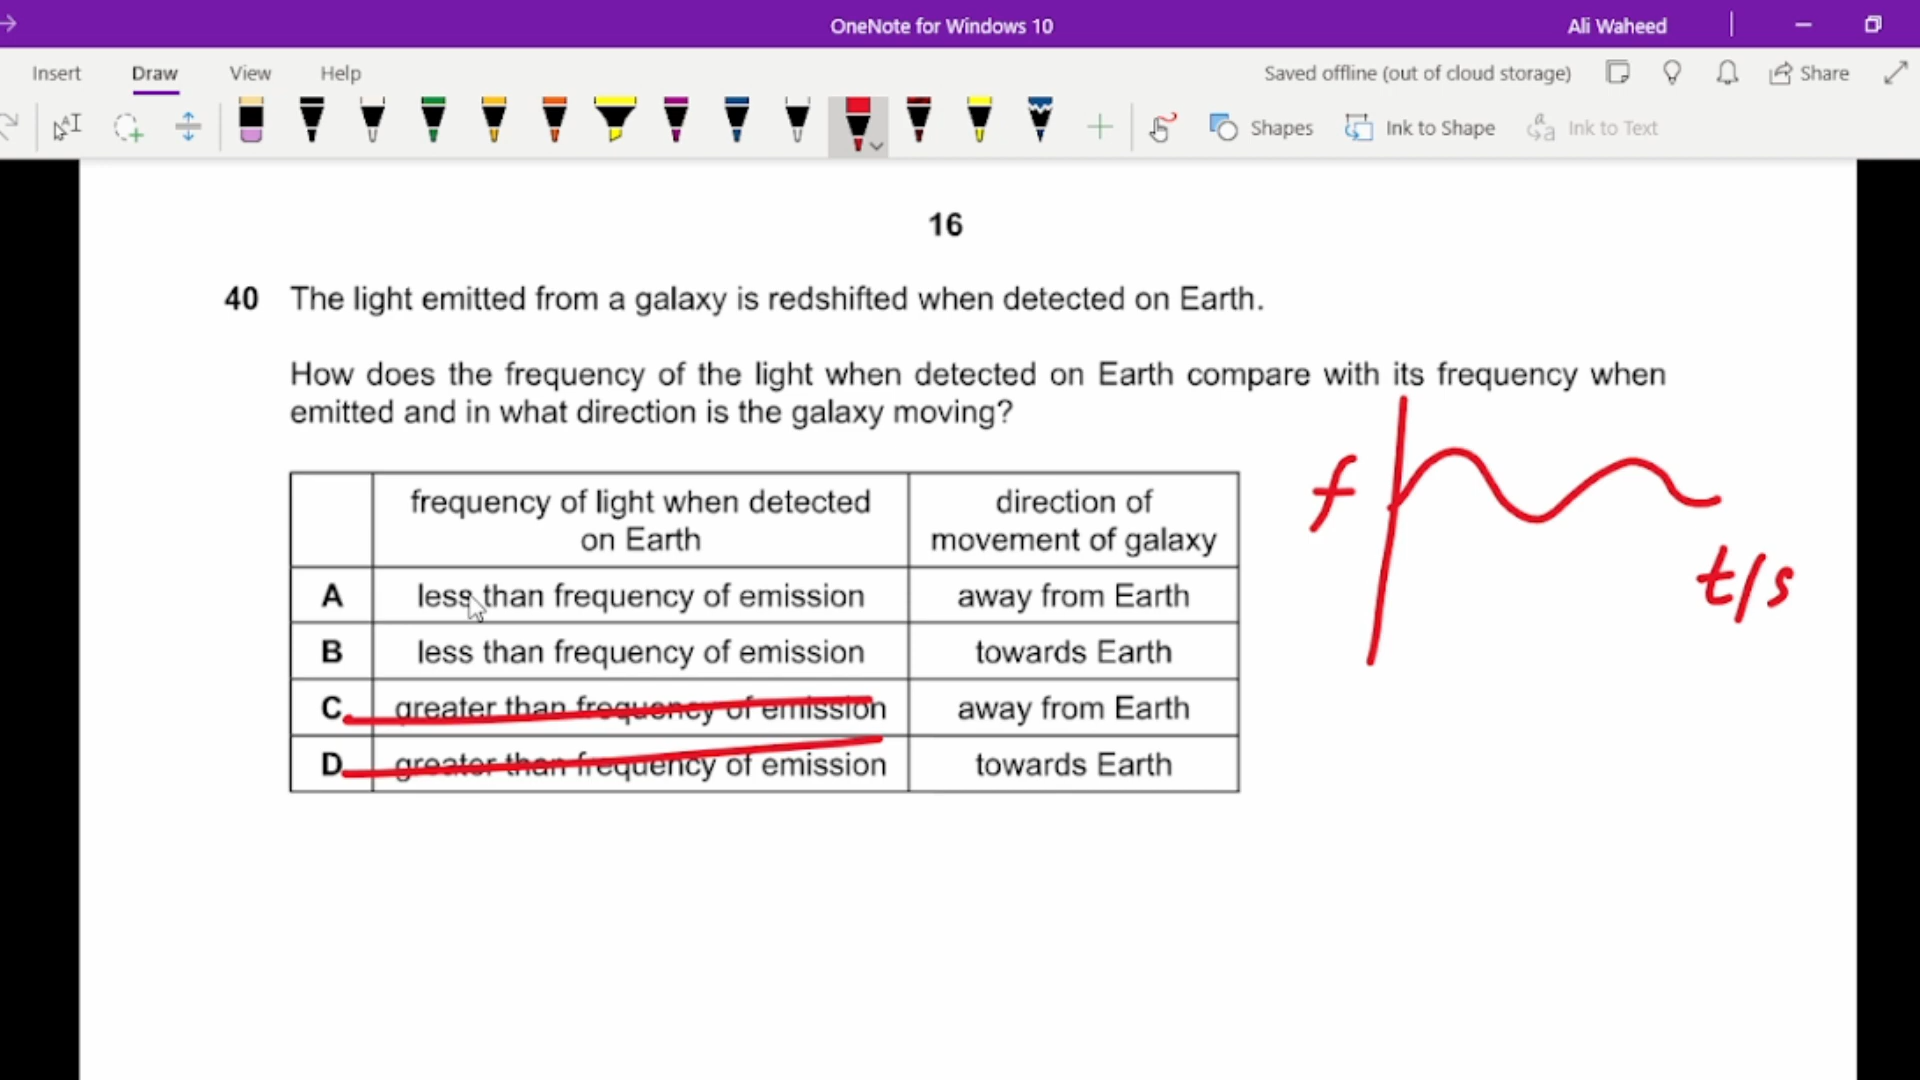 OneNote for Windows 10
Ali Waheed
Insert
Draw
View
Help
Saved offline (out of cloud storage)
Share
Shapes
Ink to Shape
Ink to Text
16
40 The light emitted from a galaxy is redshifted when detected on Earth.
How does the frequency of the light when detected on Earth compare with its frequency when
emitted and in what direction is the galaxy moving?
frequency of light when detected
on Earth
direction of
movement of galaxy
A less than frequency of emission away from Earth
B less than frequency of emission towards Earth
C greater than frequency of emission away from Earth
D greater than frequency of emission towards Earth
f
t/s